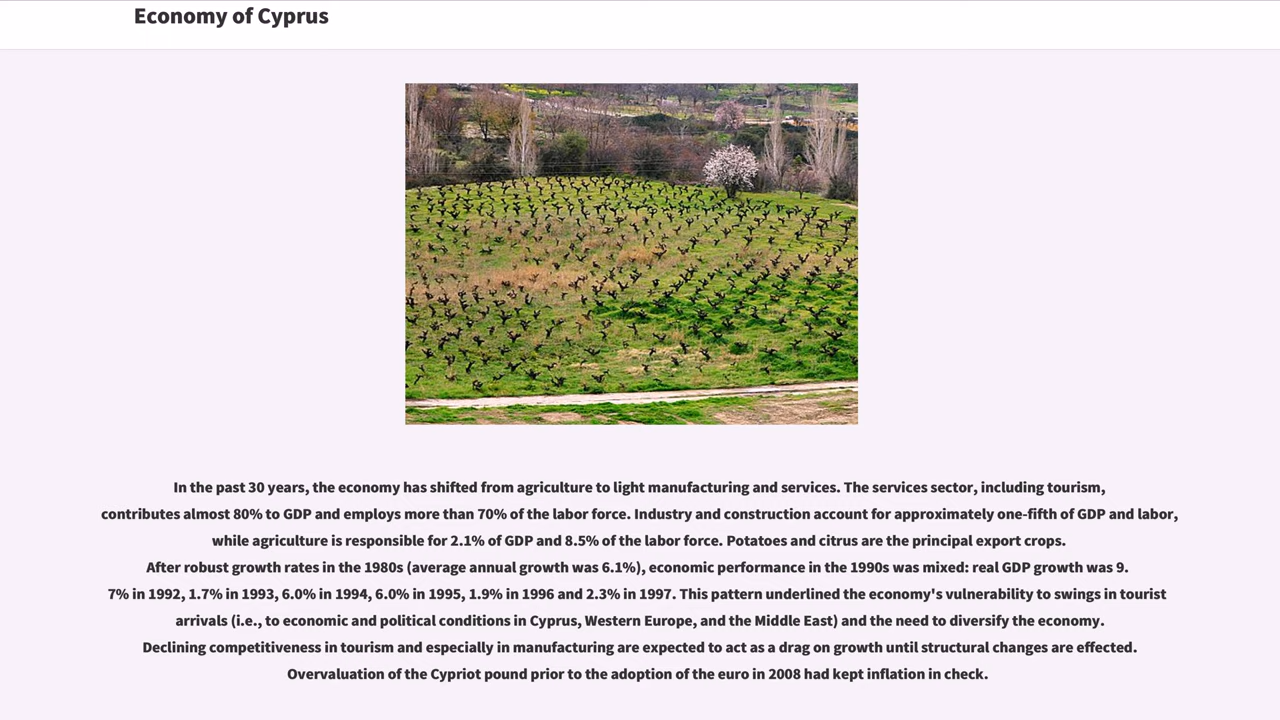 Economy of Cyprus
In the past 30 years, the economy has shifted from agriculture to light manufacturing and services. The services sector, including tourism,
contributes almost 80% to GDP and employs more than 70% of the labor force. Industry and construction account for approximately one-fifth of GDP and labor,
while agriculture is responsible for 2.1% of GDP and 8.5% of the labor force. Potatoes and citrus are the principal export crops.
After robust growth rates in the 1980s (average annual growth was 6.1%), economic performance in the 1990s was mixed: real GDP growth was 9.
7% in 1992, 1.7% in 1993, 6.0% in 1994, 6.0% in 1995, 1.9% in 1996 and 2.3% in 1997. This pattern underlined the economy's vulnerability to swings in tourist
arrivals (i.e., to economic and political conditions in Cyprus, Western Europe, and the Middle East) and the need to diversify the economy.
Declining competitiveness in tourism and especially in manufacturing are expected to act as a drag on growth until structural changes are effected.
Overvaluation of the Cypriot pound prior to the adoption of the euro in 2008 had kept inflation in check.